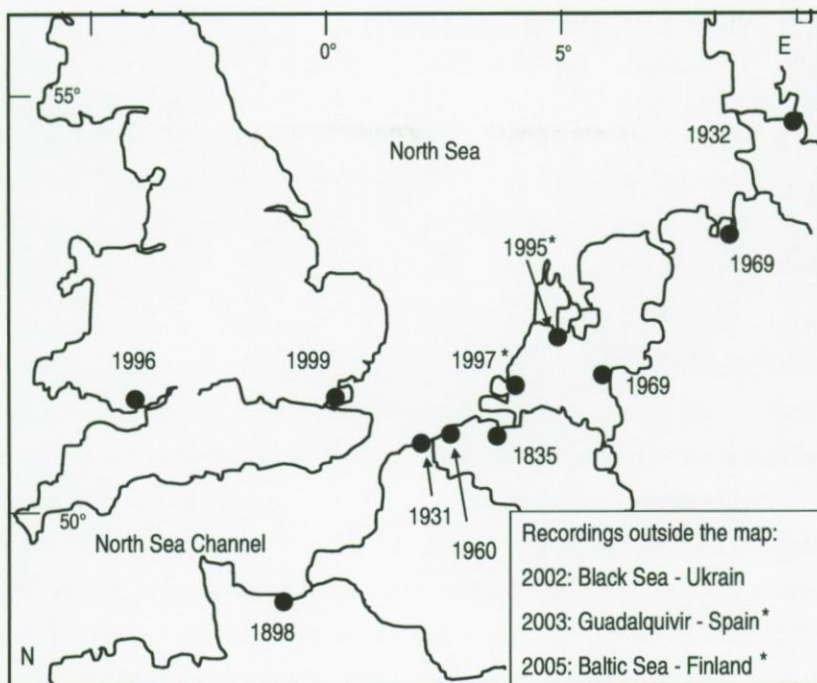 0°
5°
E
55°
1932
North Sea
1995*
1969
1996
1999
1997*
1969
1835
1931
1960
50°
North Sea Channel
1898
N
Recordings outside the map:
2002: Black Sea - Ukrain
2003: Guadalquivir - Spain*
2005: Baltic Sea - Finland *